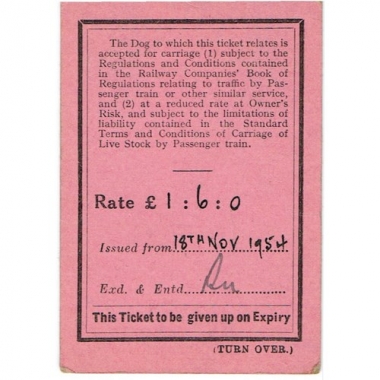 The Dog to which this ticket relates is
accepted for carriage (1) subject to the
Regulations and Conditions contained
in the Railway Companies' Book of
Regulations relating to traffic by Pas-
senger train or other similar service,
and (2) at a reduced rate at Owner's
Risk, and subject to the limitations of
liability contained in the Standard
Terms and Conditions of Carriage of
Live Stock by Passenger train.
Rate £ 1 : 6 : 0
Issued from 18TH NOV 1954
Exd. & Entd.
This Ticket to be given up on Expiry
(TURN OVER.)